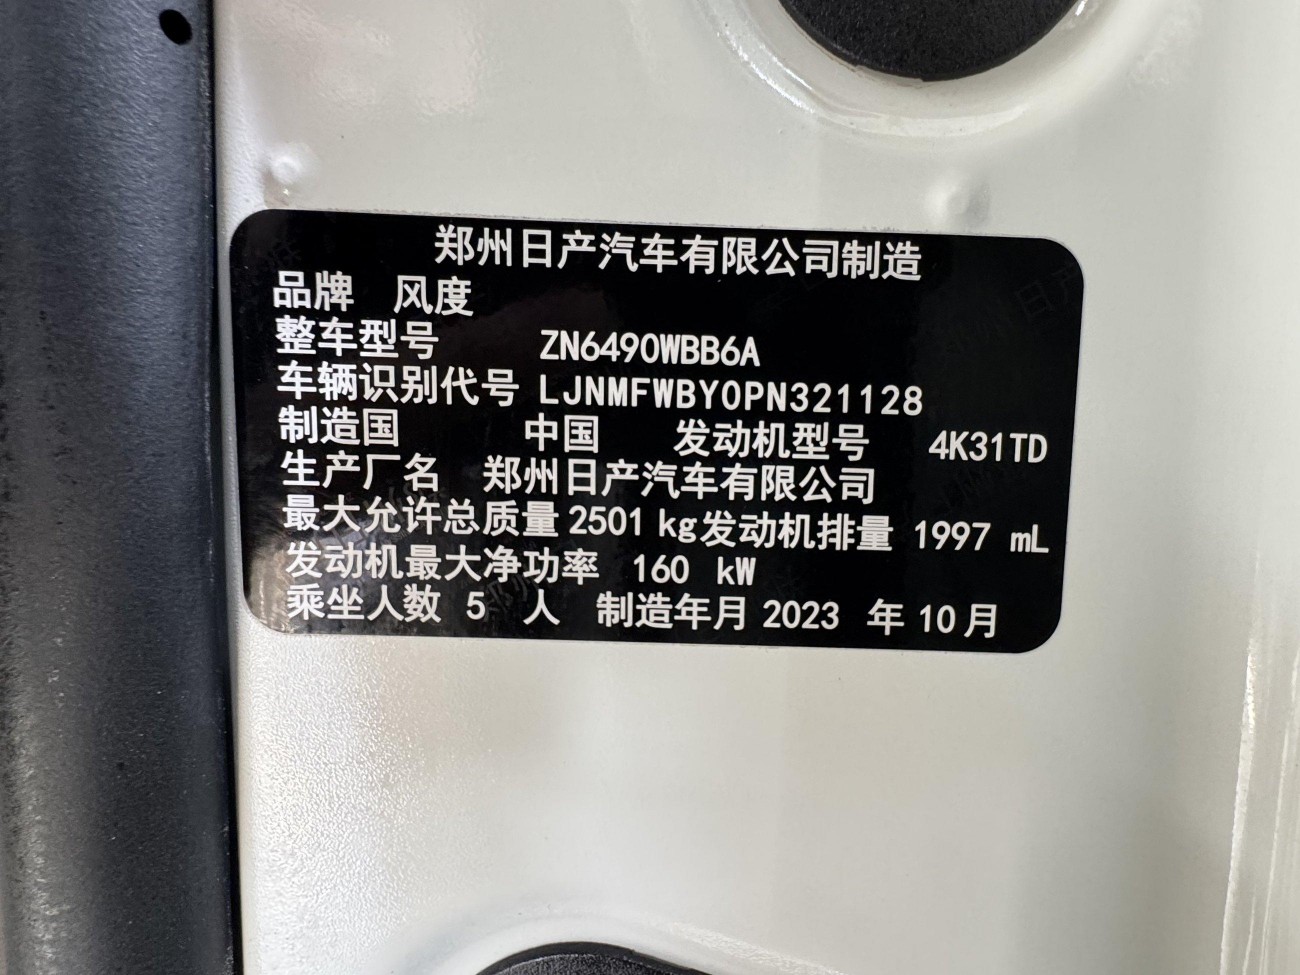 郑州日产汽车有限公司制造
品牌 风度
整车型号 ZN6490WBB6A
车辆识别代号 LJNMFWBY0PN321128
制造国 中国 发动机型号 4K31TD
生产厂名 郑州日产汽车有限公司
最大允许总质量 2501 kg 发动机排量 1997 mL
发动机最大净功率 160 kW
乘坐人数 5 人 制造年月 2023 年 10 月